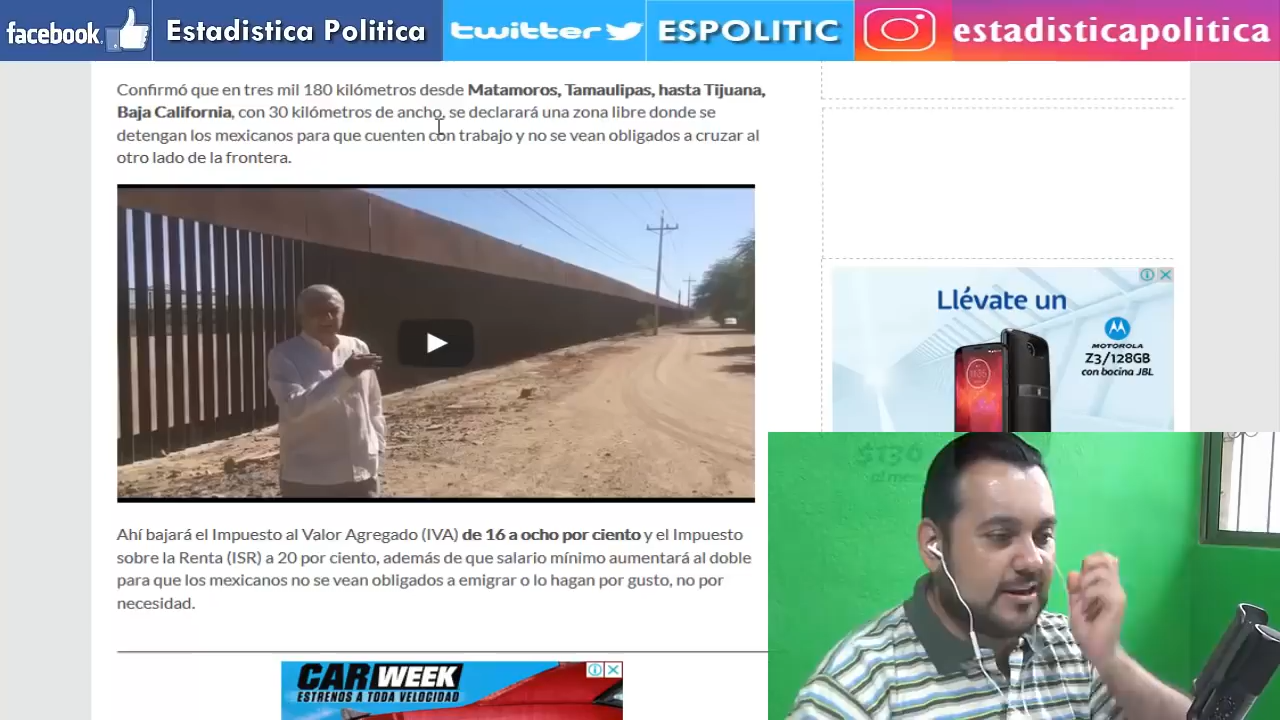 facebook. Estadistica Politica twitter ESPOLITIC estadisticapolitica
Confirmó que en tres mil 180 kilómetros desde Matamoros, Tamaulipas, hasta Tijuana,
Baja California, con 30 kilómetros de ancho, se declarará una zona libre donde se
detengan los mexicanos para que cuenten con trabajo y no se vean obligados a cruzar al
otro lado de la frontera.
Llévate un
MOTOROLA
Z3/128GB
con bocina JBL
Ahí bajará el Impuesto al Valor Agregado (IVA) de 16 a ocho por ciento y el Impuesto
sobre la Renta (ISR) a 20 por ciento, además de que salario mínimo aumentará al doble
para que los mexicanos no se vean obligados a emigrar o lo hagan por gusto, no por
necesidad.
CARWEEK
ESTRENOS A TODA VELOCIDAD